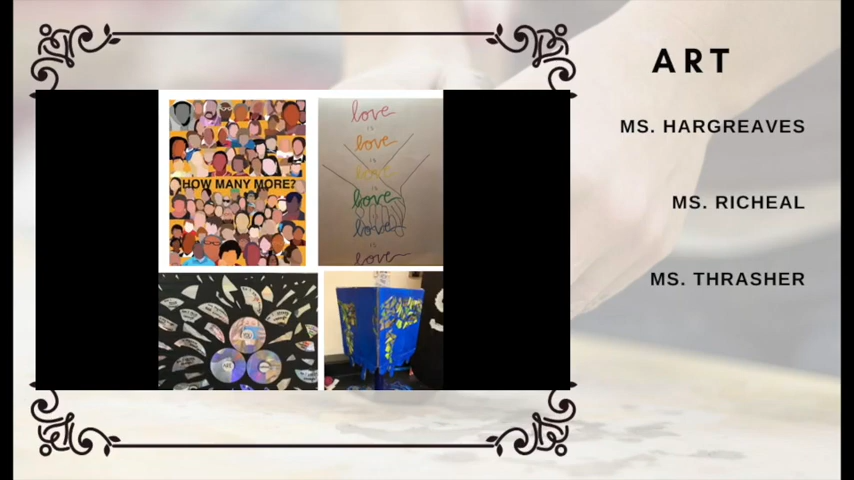 ART
MS. HARGREAVES
MS. RICHEAL
MS. THRASHER
HOW MANY MORE?
love
is
love
is
is
love
is
love
is
love